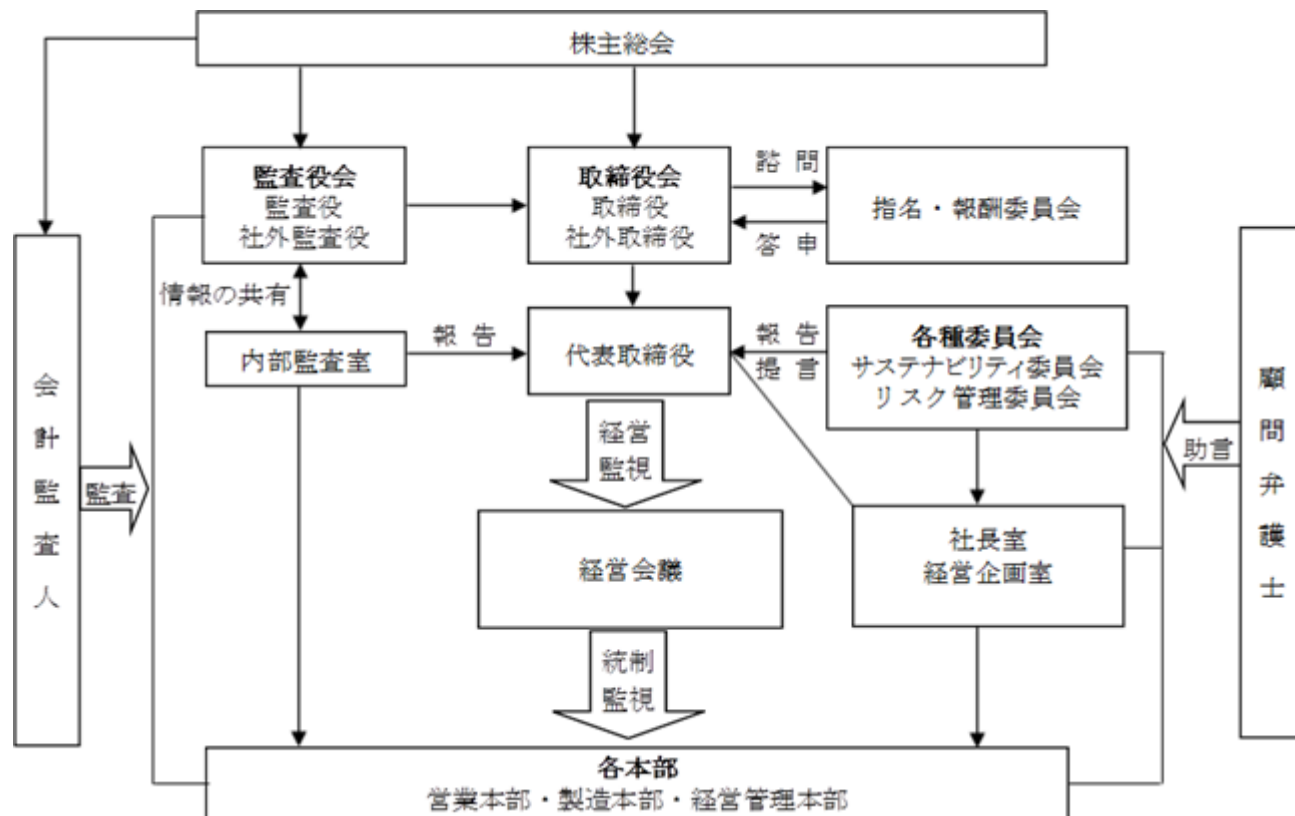 株主総会
監査役会
監査役
社外監査役
取締役会
取締役
社外取締役
諮問
答申
指名・報酬委員会
情報の共有
内部監査室
報告
代表取締役
報告
提言
各種委員会
サステナビリティ委員会
リスク管理委員会
会計監査人
監査
経営
監視
助言
顧問弁護士
経営会議
社長室
経営企画室
統制
監視
各本部
営業本部・製造本部・経営管理本部